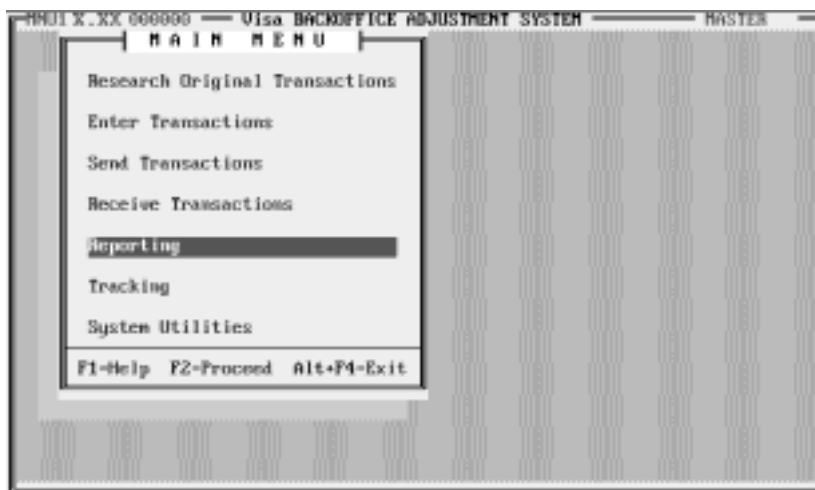 MNU1 X.XX 000000 Visa BACKOFFICE ADJUSTMENT SYSTEM MASTER
MAIN MENU
Research Original Transactions
Enter Transactions
Send Transactions
Receive Transactions
Reporting
Tracking
System Utilities
F1=Help F2=Proceed Alt+F4=Exit